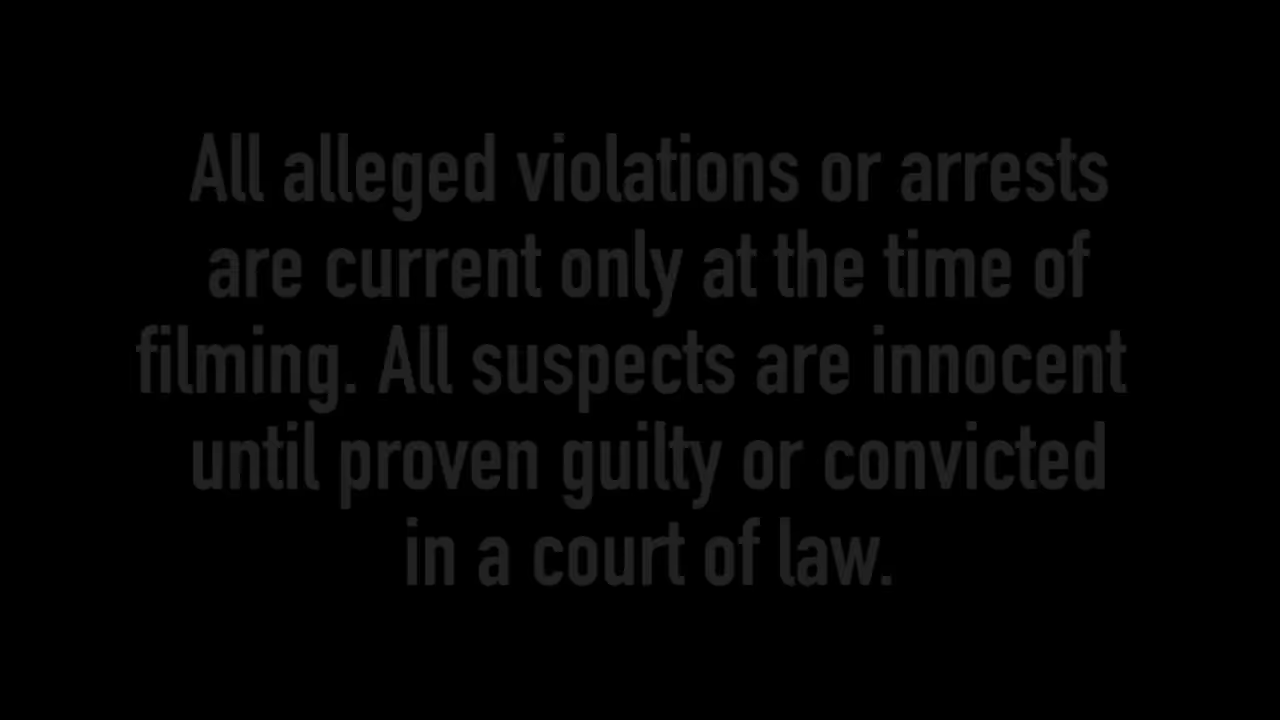 All alleged violations or arrests
are current only at the time of
filming. All suspects are innocent
until proven guilty or convicted
in a court of law.